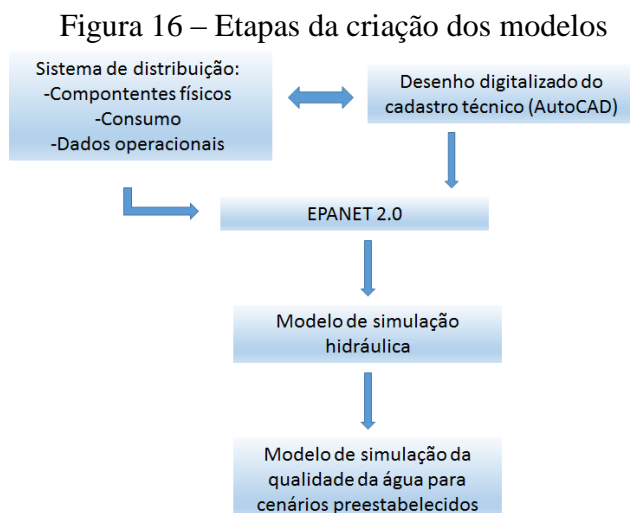 Figura 16 – Etapas da criação dos modelos
Sistema de distribuição:
-Compontentes físicos
-Consumo
-Dados operacionais
Desenho digitalizado do
cadastro técnico (AutoCAD)
EPANET 2.0
Modelo de simulação
hidráulica
Modelo de simulação da
qualidade da água para
cenários preestabelecidos